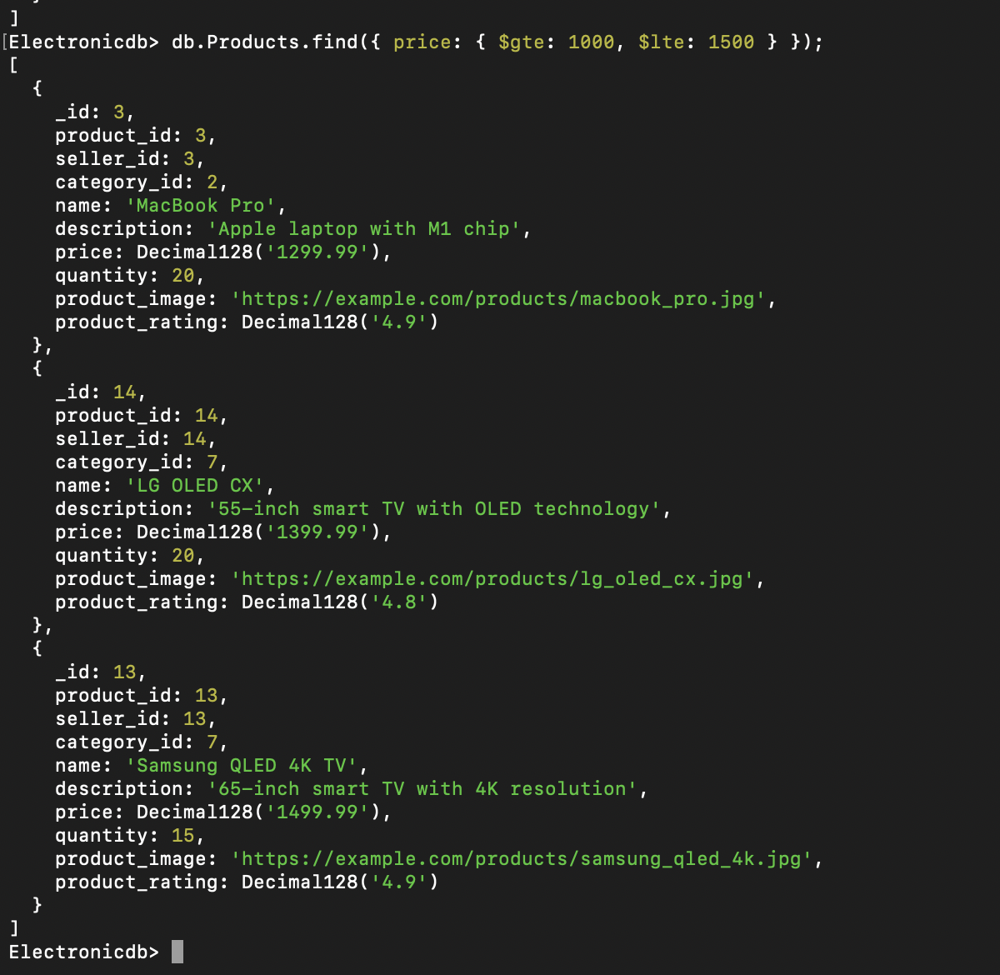 ]
[Electronicdb> db.Products.find({ price: { $gte: 1000, $lte: 1500 } });
[
  {
    _id: 3,
    product_id: 3,
    seller_id: 3,
    category_id: 2,
    name: 'MacBook Pro',
    description: 'Apple laptop with M1 chip',
    price: Decimal128('1299.99'),
    quantity: 20,
    product_image: 'https://example.com/products/macbook_pro.jpg',
    product_rating: Decimal128('4.9')
  },
  {
    _id: 14,
    product_id: 14,
    seller_id: 14,
    category_id: 7,
    name: 'LG OLED CX',
    description: '55-inch smart TV with OLED technology',
    price: Decimal128('1399.99'),
    quantity: 20,
    product_image: 'https://example.com/products/lg_oled_cx.jpg',
    product_rating: Decimal128('4.8')
  },
  {
    _id: 13,
    product_id: 13,
    seller_id: 13,
    category_id: 7,
    name: 'Samsung QLED 4K TV',
    description: '65-inch smart TV with 4K resolution',
    price: Decimal128('1499.99'),
    quantity: 15,
    product_image: 'https://example.com/products/samsung_qled_4k.jpg',
    product_rating: Decimal128('4.9')
  }
]
Electronicdb>